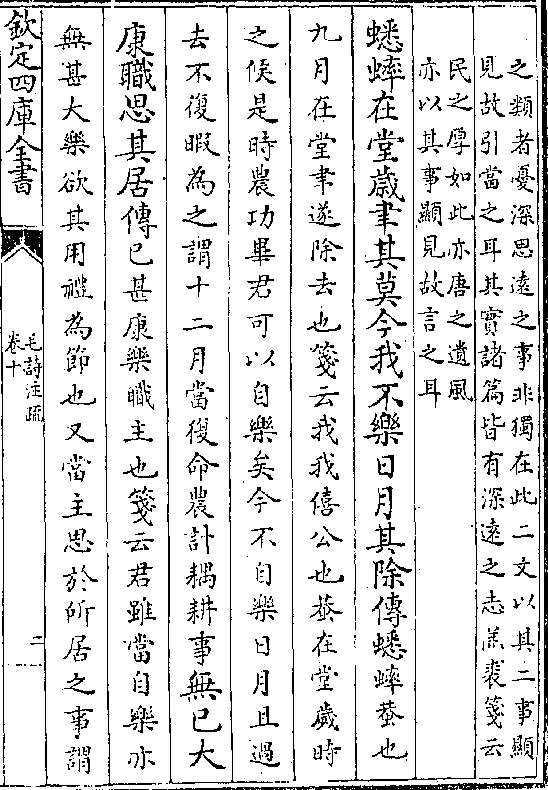 之類者憂深思遠之事非獨在此二文以其二事顯
見故引當之耳其實諸篇皆有深遠之志羔裘箋云
民之厚如此亦唐之遺風
亦以其事顯見故言之耳
蟋蟀在堂歲聿其莫今我不樂日月其除傳蟋蟀蛬也
九月在堂聿遂除去也箋云我我僖公也蛬在堂歲時
之候是時農功畢君可以自樂矣今不自樂日月且過
去不復暇為之謂十二月當復命農計耦耕事無已大
康職思其居傳已甚康樂職主也箋云君雖當自樂亦
無甚大樂欲其用禮為節也又當主思於所居之事謂
欽定四庫全書
毛詩注疏
卷十
二